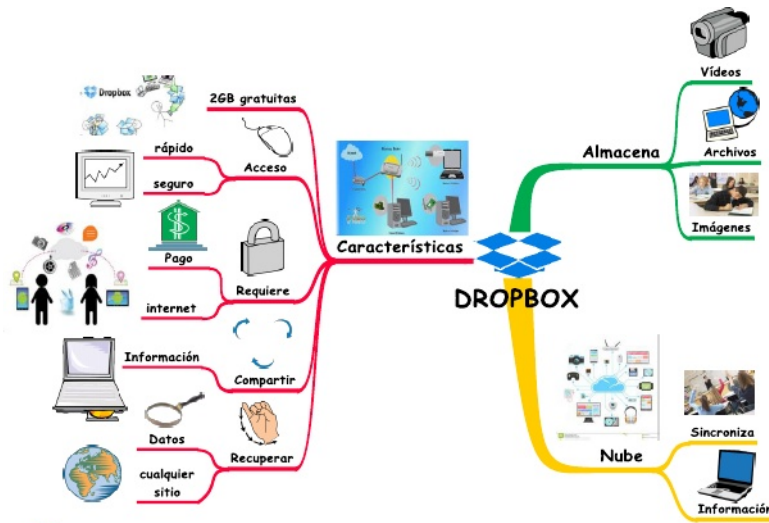 Dropbox
2GB gratuitas
rápido
Acceso
seguro
Pago
Requiere
internet
Información
Compartir
Datos
Recuperar
cualquier
sitio
Características
DROPBOX
Almacena
Vídeos
Archivos
Imágenes
Nube
Sincroniza
Información